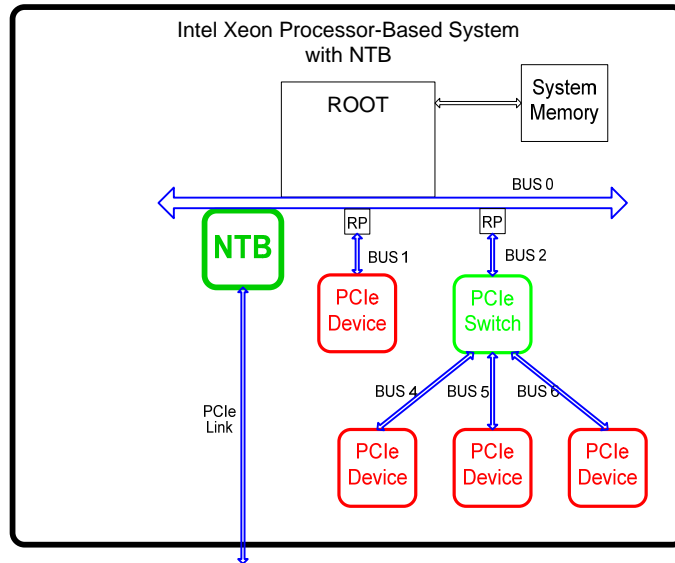 Intel Xeon Processor-Based System
with NTB
ROOT
System
Memory
BUS 0
NTB
RP
RP
BUS 1
BUS 2
PCIe
Device
PCIe
Switch
BUS 4
BUS 5
BUS 6
PCIe
Link
PCIe
Device
PCIe
Device
PCIe
Device